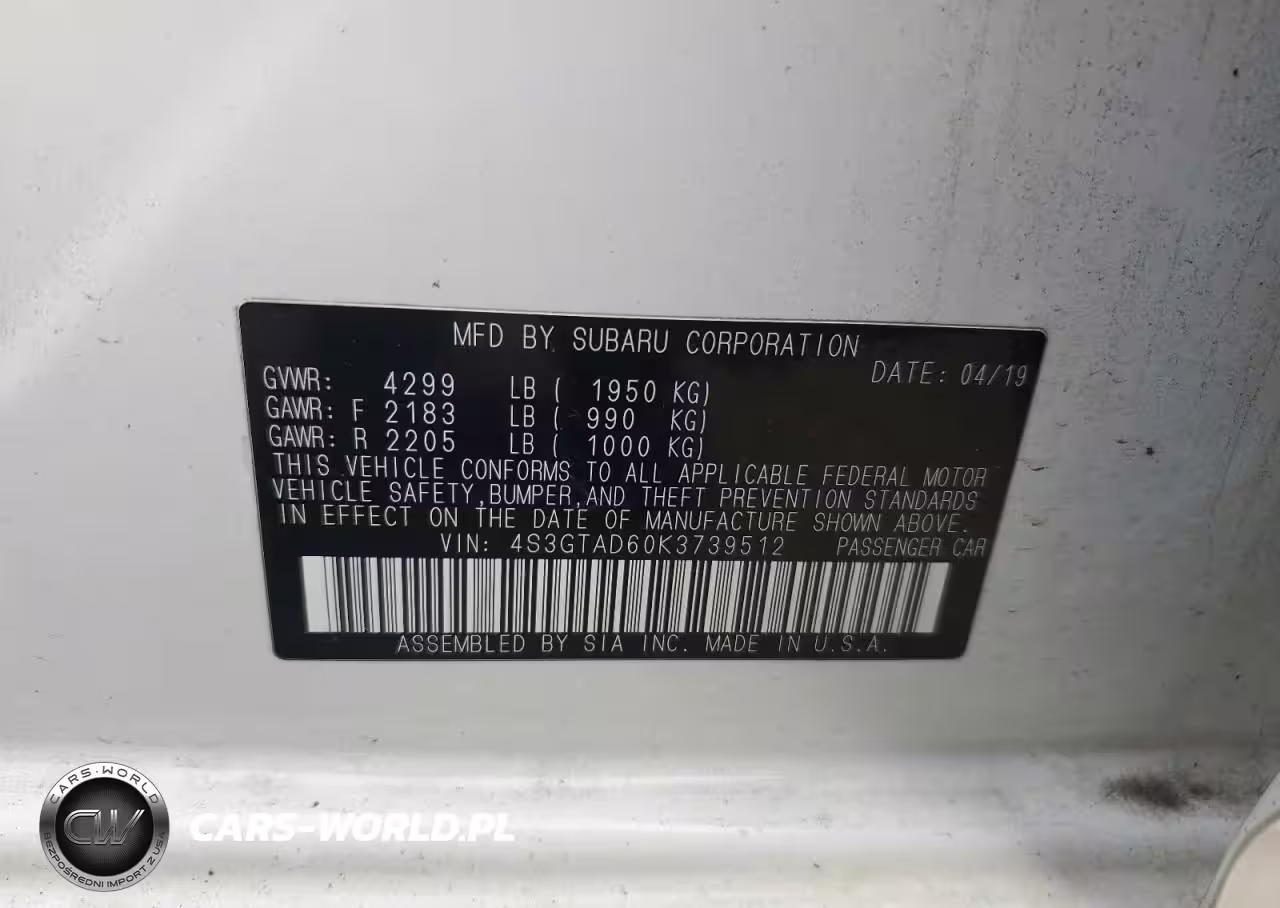 MFD BY SUBARU CORPORATION
DATE: 04/19
GVWR: 4299 LB ( 1950 KG)
GAWR: F 2183 LB ( 990 KG)
GAWR: R 2205 LB ( 1000 KG)
THIS VEHICLE CONFORMS TO ALL APPLICABLE FEDERAL MOTOR
VEHICLE SAFETY,BUMPER,AND THEFT PREVENTION STANDARDS
IN EFFECT ON THE DATE OF MANUFACTURE SHOWN ABOVE.
VIN: 4S3GTAD60K3739512 PASSENGER CAR
ASSEMBLED BY SIA INC. MADE IN U.S.A.
CARS-WORLD
CW
BEZPOŚREDNI IMPORT Z USA
CARS-WORLD.PL